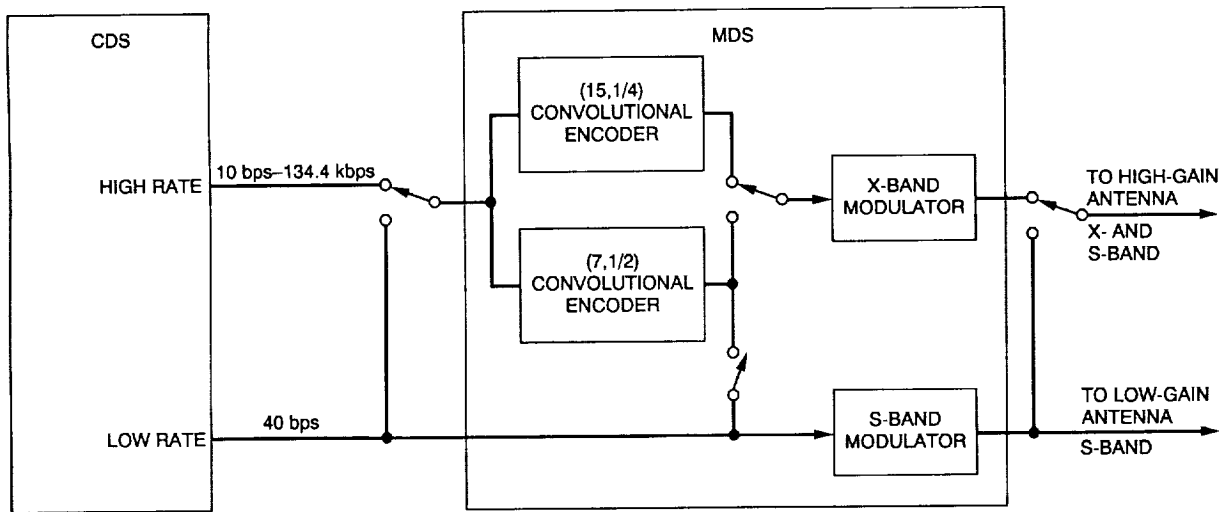 CDS
HIGH RATE
LOW RATE
10 bps–134.4 kbps
40 bps
MDS
(15,1/4)
CONVOLUTIONAL
ENCODER
(7,1/2)
CONVOLUTIONAL
ENCODER
X-BAND
MODULATOR
S-BAND
MODULATOR
TO HIGH-GAIN
ANTENNA
X- AND
S-BAND
TO LOW-GAIN
ANTENNA
S-BAND